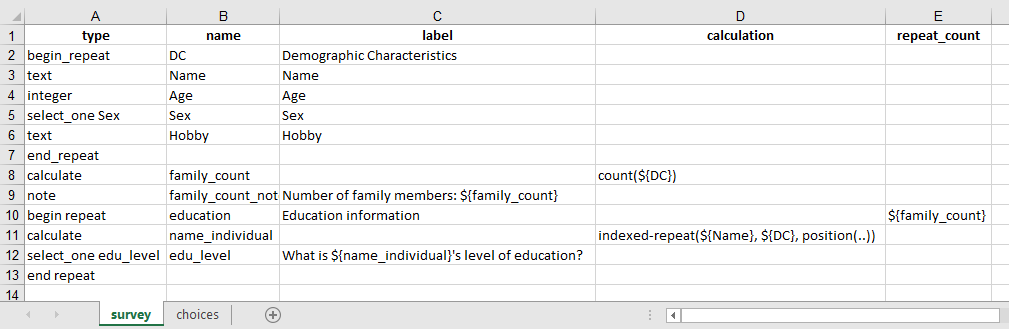 A B C D E
1 type name label calculation repeat_count
2 begin_repeat DC Demographic Characteristics
3 text Name Name
4 integer Age Age
5 select_one Sex Sex Sex
6 text Hobby Hobby
7 end_repeat
8 calculate family_count count(${DC})
9 note family_count_not Number of family members: ${family_count}
10 begin repeat education Education information ${family_count}
11 calculate name_individual indexed-repeat(${Name}, ${DC}, position(..))
12 select_one edu_level edu_level What is ${name_individual}'s level of education?
13 end repeat
14
survey choices